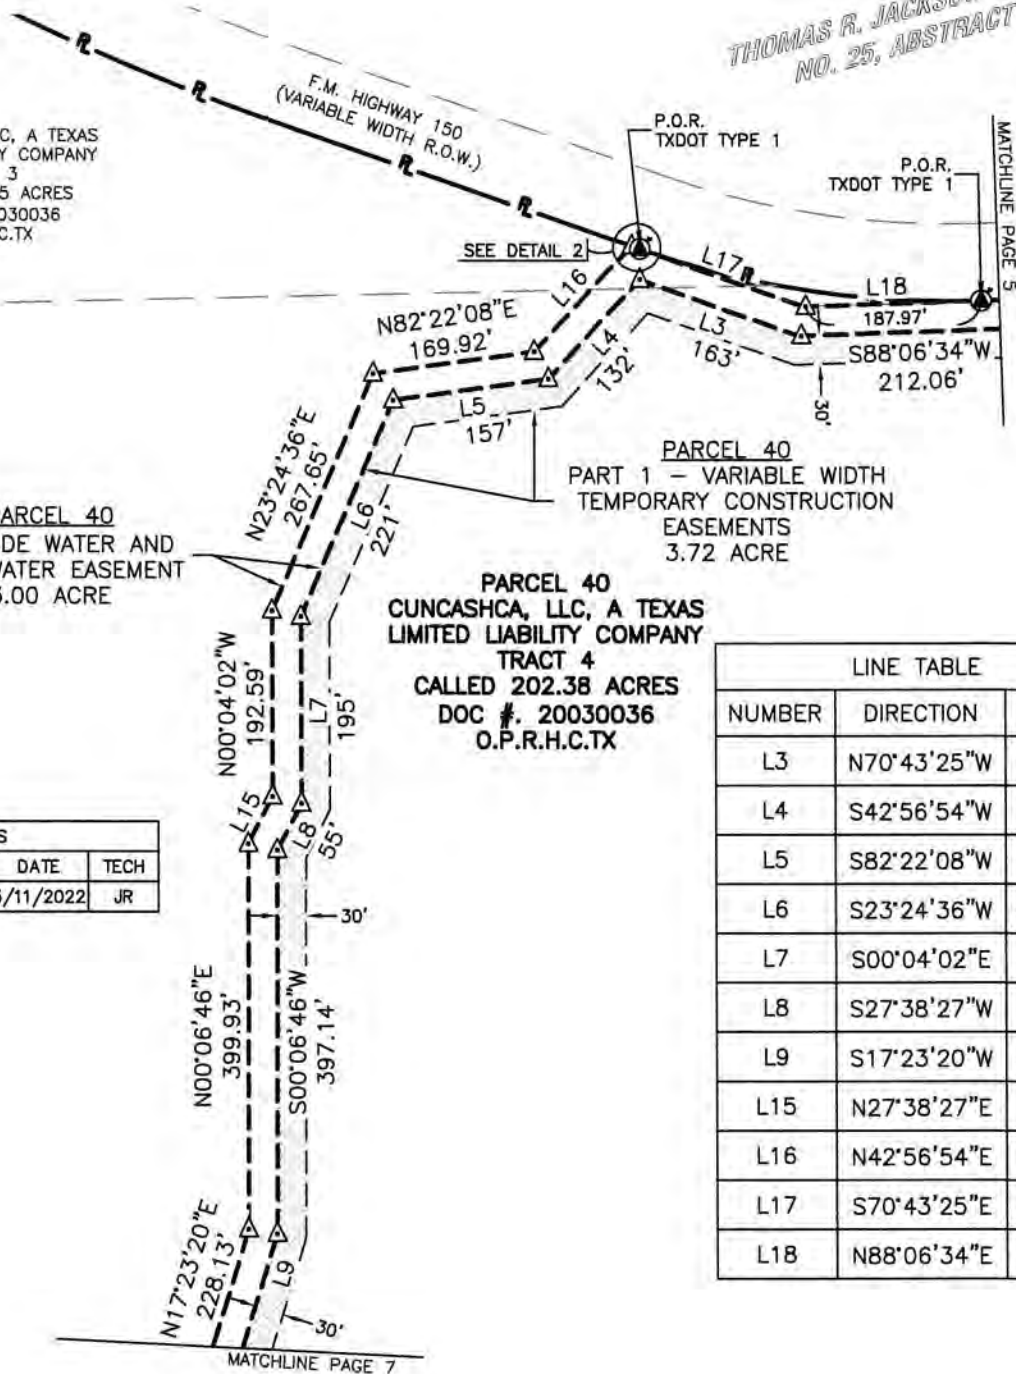 THOMAS R. JACKSON
NO. 25, ABSTRACT
F.M. HIGHWAY 150
(VARIABLE WIDTH R.O.W.)
C, A TEXAS
Y COMPANY
3
5 ACRES
030036
C.TX
P.O.R.
TXDOT TYPE 1
P.O.R.
TXDOT TYPE 1
MATCHLINE PAGE 5
SEE DETAIL 2
L16
L17
L18
187.97'
N82°22'08"E
169.92'
L3
163'
L4
132'
S88°06'34"W
212.06'
30'
L5
157'
N23°24'36"E
267.65'
L6
221'
PARCEL 40
PART 1 – VARIABLE WIDTH
TEMPORARY CONSTRUCTION
EASEMENTS
3.72 ACRE
PARCEL 40
DE WATER AND
WATER EASEMENT
.00 ACRE
PARCEL 40
CUNCASHCA, LLC, A TEXAS
LIMITED LIABILITY COMPANY
TRACT 4
CALLED 202.38 ACRES
DOC #. 20030036
O.P.R.H.C.TX
N00°04'02"W
192.59'
L7
195'
L15
L8
55'
S
DATE TECH
/11/2022 JR
30'
N00°06'46"E
399.93'
S00°06'46"W
397.14'
N17°23'20"E
228.13'
L9
30'
MATCHLINE PAGE 7
LINE TABLE
NUMBER DIRECTION
L3 N70°43'25"W
L4 S42°56'54"W
L5 S82°22'08"W
L6 S23°24'36"W
L7 S00°04'02"E
L8 S27°38'27"W
L9 S17°23'20"W
L15 N27°38'27"E
L16 N42°56'54"E
L17 S70°43'25"E
L18 N88°06'34"E